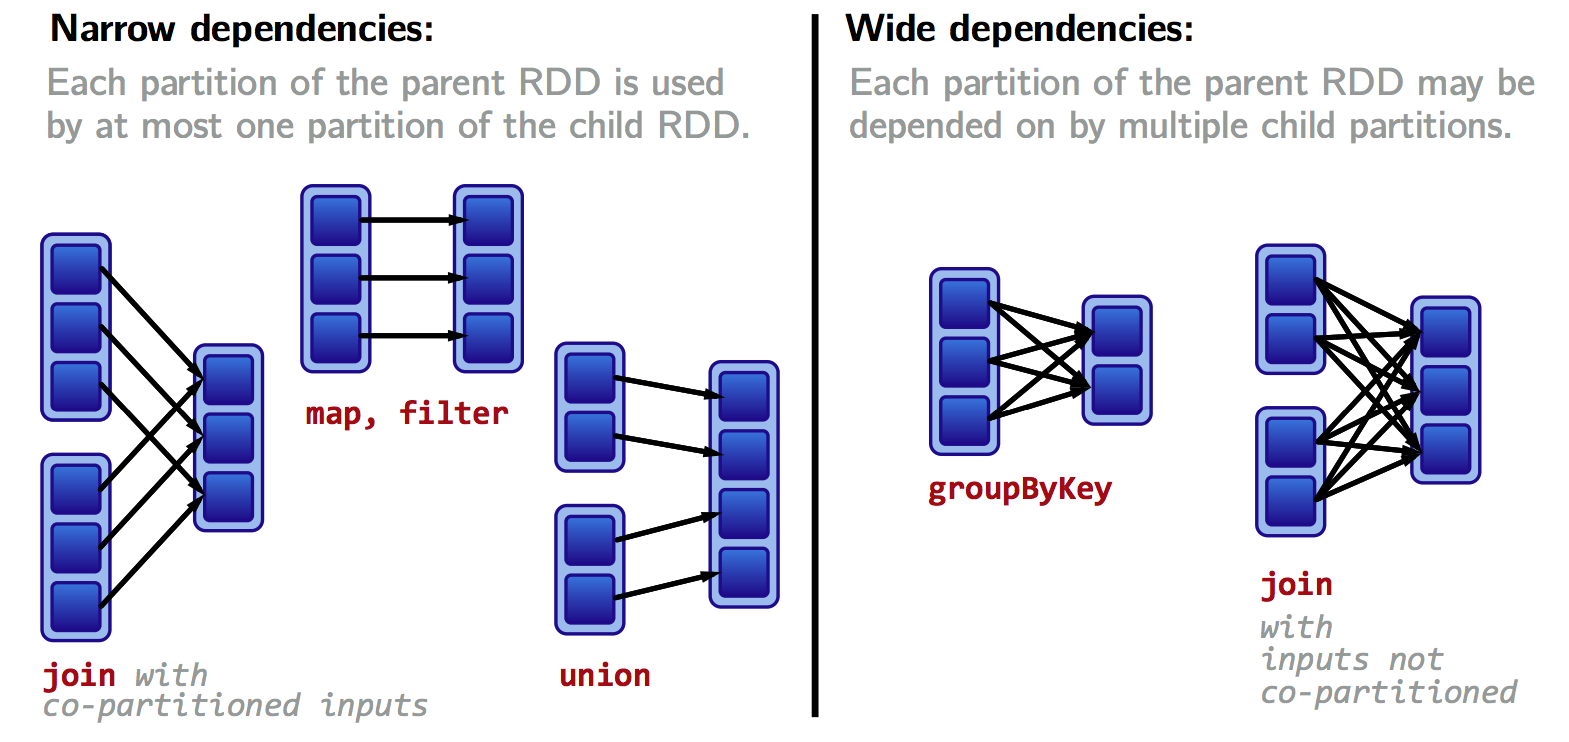 Narrow dependencies:
Each partition of the parent RDD is used
by at most one partition of the child RDD.
map, filter
join with
co-partitioned inputs
union
Wide dependencies:
Each partition of the parent RDD may be
depended on by multiple child partitions.
groupByKey
join
with
inputs not
co-partitioned